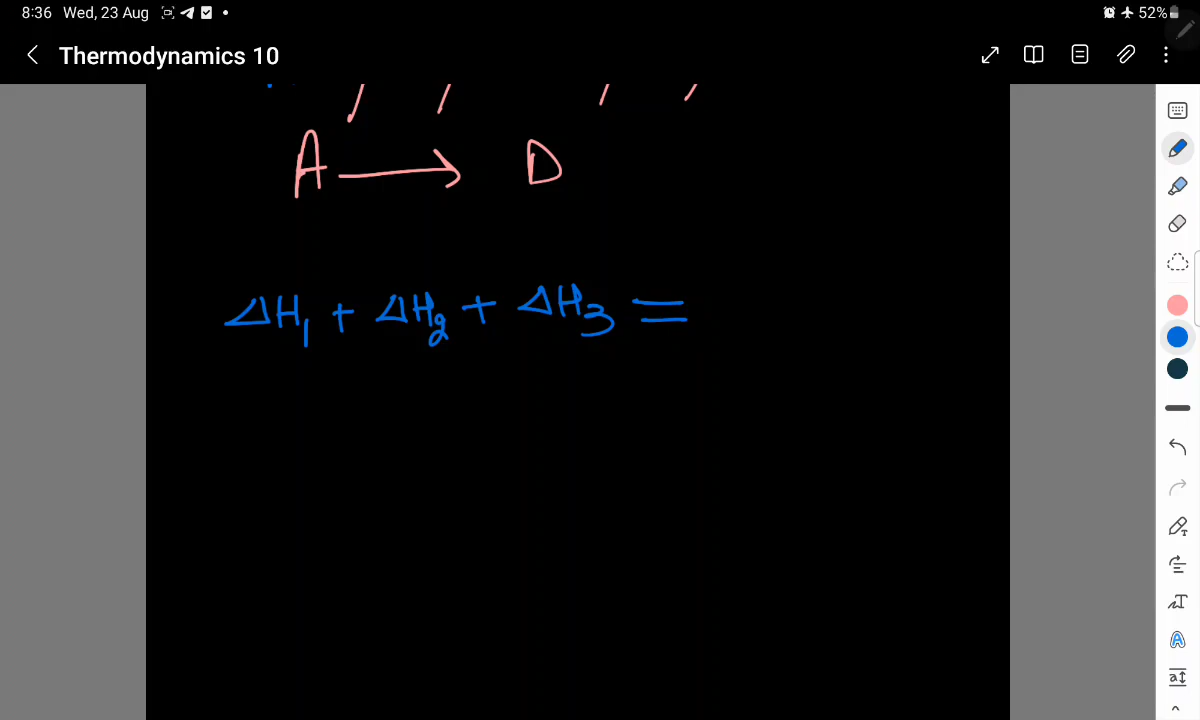 8:36 Wed, 23 Aug 52%
Thermodynamics 10
A → D
ΔH₁ + ΔH₂ + ΔH₃ =